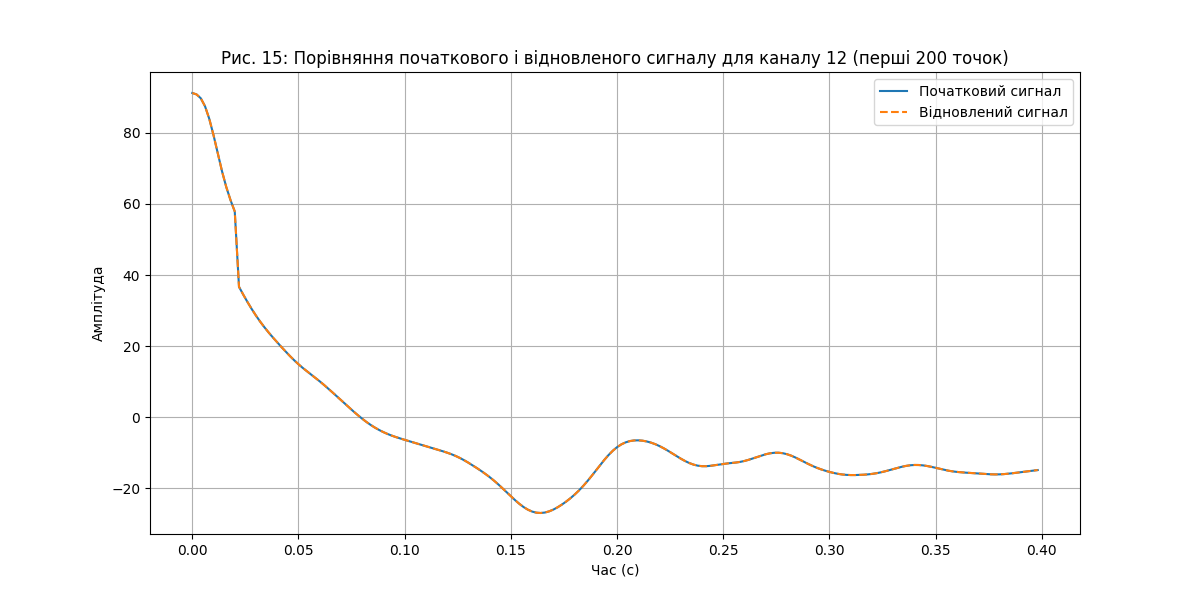 Рис. 15: Порівняння початкового і відновленого сигналу для каналу 12 (перші 200 точок)
Початковий сигнал
Відновлений сигнал
Амплітуда
80
60
40
20
0
−20
0.00 0.05 0.10 0.15 0.20 0.25 0.30 0.35 0.40
Час (с)